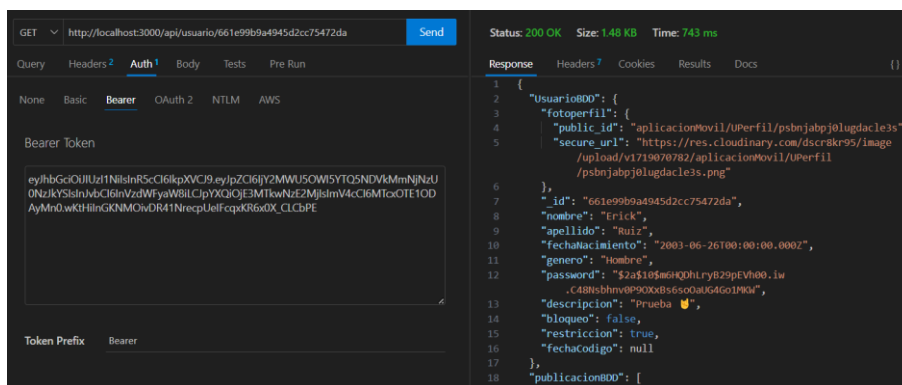 GET http://localhost:3000/api/usuario/661e99b9a4945d2cc75472da Send
Query Headers 2 Auth 1 Body Tests Pre Run
None Basic Bearer OAuth 2 NTLM AWS
Bearer Token
eyJhbGciOiJIUzI1NiIsInR5cCI6IkpXVCJ9.eyJpZCI6IjY2MWU5OWI5YTQ5NDVkMmNjNzU
0NzJkYSIsInJvbCI6InVzdWFyaW8iLCJpYXQiOjE3MTkwNzE2MjIsImV4cCI6MTcxOTE1OD
AyMn0.wKtHiInGKNMOivDR41NrecpUeIFcqxKR6x0X_CLCbPE
Token Prefix Bearer
Status: 200 OK Size: 1.48 KB Time: 743 ms
Response Headers 7 Cookies Results Docs {}
1 {
2 "UsuarioBDD": {
3 "fotoperfil": {
4 "public_id": "aplicacionMovil/UPerfil/psbnjabpj0lugdacle3s"
5 "secure_url": "https://res.cloudinary.com/dscr8kr95/image
/upload/v1719070782/aplicacionMovil/UPerfil
/psbnjabpj0lugdacle3s.png"
6 },
7 "_id": "661e99b9a4945d2cc75472da",
8 "nombre": "Erick",
9 "apellido": "Ruiz",
10 "fechaNacimiento": "2003-06-26T00:00:00.000Z",
11 "genero": "Hombre",
12 "password": "$2a$10$m6HQDhLryB29pEVh00.iw
.C48Nsbhnv0P9OXxBs6soOaUG4Go1MKW",
13 "descripcion": "Prueba 🤘",
14 "bloqueo": false,
15 "restriccion": true,
16 "fechaCodigo": null
17 },
18 "publicacionBDD": [